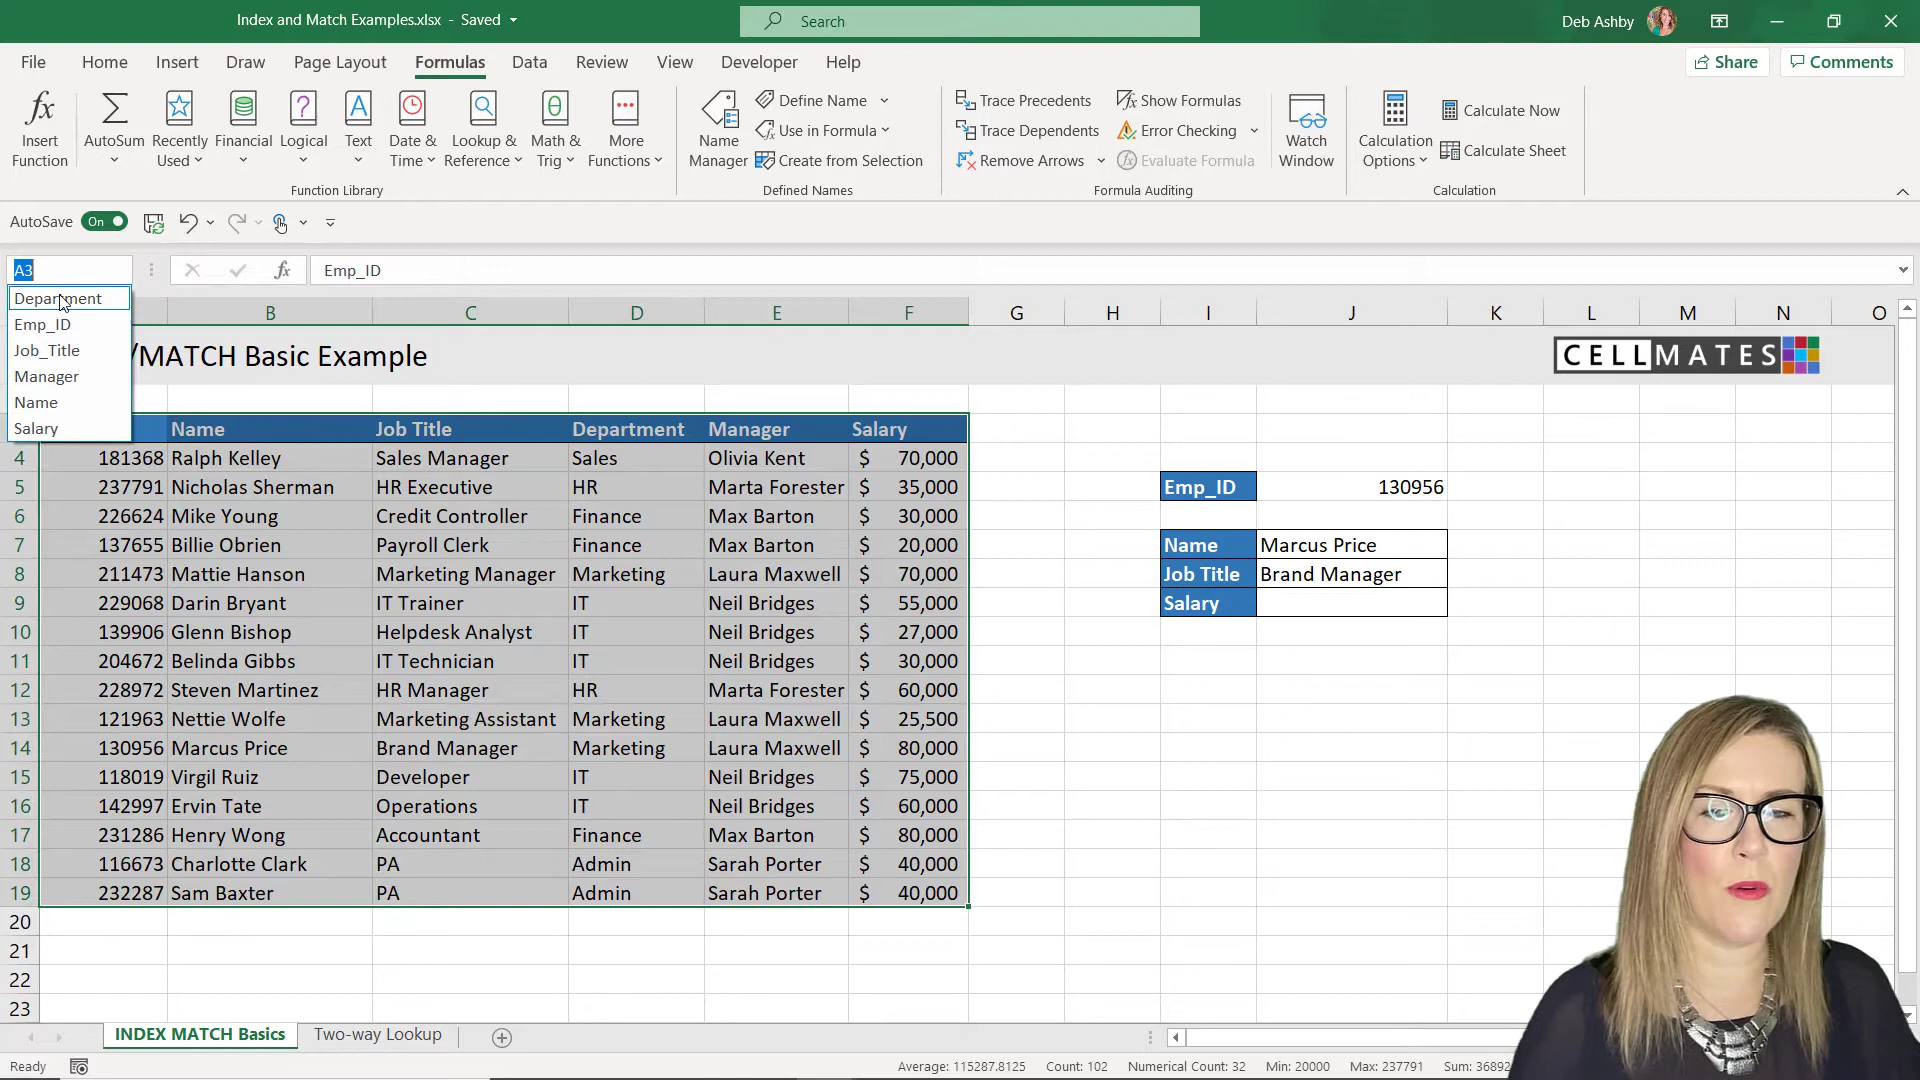 Index and Match Examples.xlsx - Saved
Search
Deb Ashby
File Home Insert Draw Page Layout Formulas Data Review View Developer Help
Share Comments
Insert Function
AutoSum
Recently Used
Financial
Logical
Text
Date & Time
Lookup & Reference
Math & Trig
More Functions
Function Library
Name Manager
Define Name
Use in Formula
Create from Selection
Defined Names
Trace Precedents
Trace Dependents
Remove Arrows
Show Formulas
Error Checking
Evaluate Formula
Formula Auditing
Watch Window
Calculation Options
Calculate Now
Calculate Sheet
Calculation
AutoSave On
A3
fx
Emp_ID
Department
Emp_ID
Job_Title
Manager
Name
Salary
B C D E F G H I J K L M N O
/MATCH Basic Example
CELLMATES
Name Job Title Department Manager Salary
4 181368 Ralph Kelley Sales Manager Sales Olivia Kent $ 70,000
5 237791 Nicholas Sherman HR Executive HR Marta Forester $ 35,000
6 226624 Mike Young Credit Controller Finance Max Barton $ 30,000
7 137655 Billie Obrien Payroll Clerk Finance Max Barton $ 20,000
8 211473 Mattie Hanson Marketing Manager Marketing Laura Maxwell $ 70,000
9 229068 Darin Bryant IT Trainer IT Neil Bridges $ 55,000
10 139906 Glenn Bishop Helpdesk Analyst IT Neil Bridges $ 27,000
11 204672 Belinda Gibbs IT Technician IT Neil Bridges $ 30,000
12 228972 Steven Martinez HR Manager HR Marta Forester $ 60,000
13 121963 Nettie Wolfe Marketing Assistant Marketing Laura Maxwell $ 25,500
14 130956 Marcus Price Brand Manager Marketing Laura Maxwell $ 80,000
15 118019 Virgil Ruiz Developer IT Neil Bridges $ 75,000
16 142997 Ervin Tate Operations IT Neil Bridges $ 60,000
17 231286 Henry Wong Accountant Finance Max Barton $ 80,000
18 116673 Charlotte Clark PA Admin Sarah Porter $ 40,000
19 232287 Sam Baxter PA Admin Sarah Porter $ 40,000
20
21
22
23
Emp_ID 130956
Name Marcus Price
Job Title Brand Manager
Salary
INDEX MATCH Basics Two-way Lookup
Ready
Average: 115287.8125 Count: 102 Numerical Count: 32 Min: 20000 Max: 237791 Sum: 36892